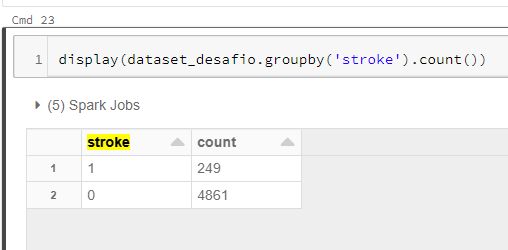 Cmd 23
1 display(dataset_desafio.groupby('stroke').count())
(5) Spark Jobs
stroke count
1 1 249
2 0 4861